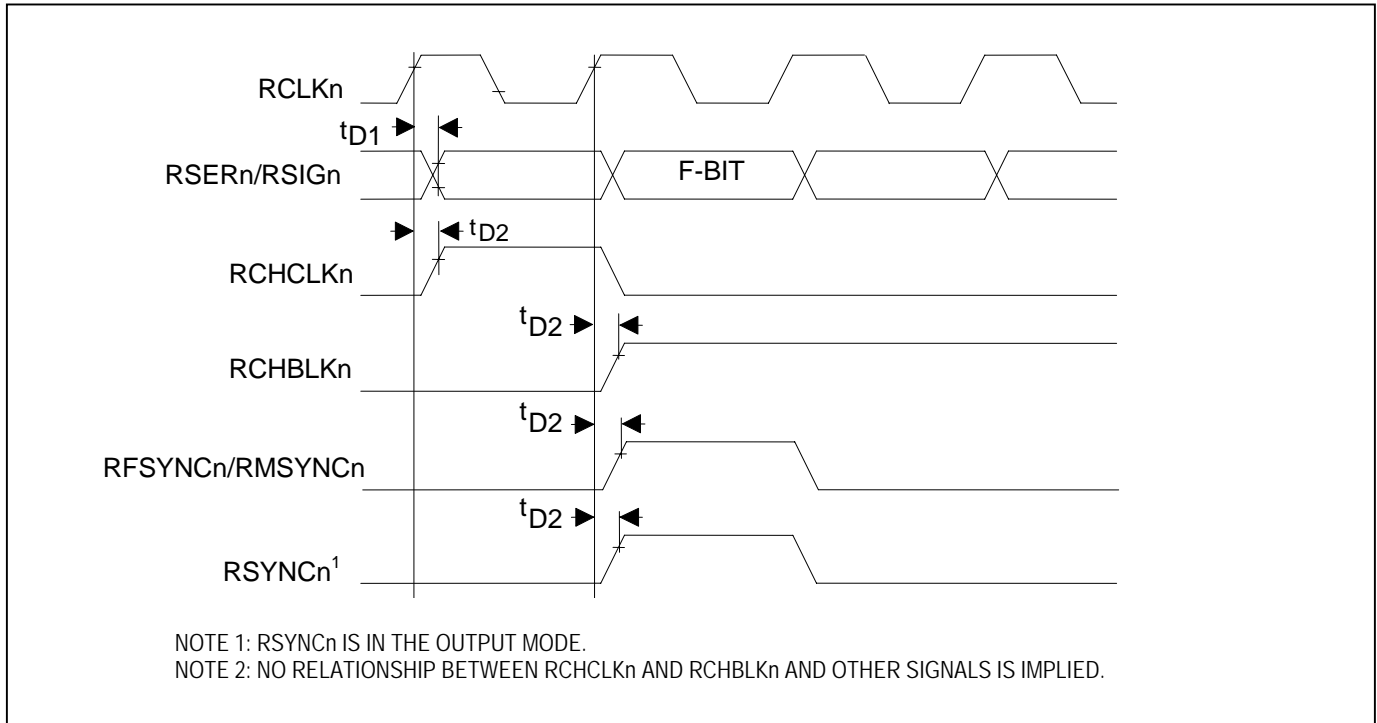 RCLKn
tD1
RSERn/RSIGn
F-BIT
tD2
RCHCLKn
tD2
RCHBLKn
tD2
RFSYNCn/RMSYNCn
tD2
RSYNCn1
NOTE 1: RSYNCn IS IN THE OUTPUT MODE.
NOTE 2: NO RELATIONSHIP BETWEEN RCHCLKn AND RCHBLKn AND OTHER SIGNALS IS IMPLIED.